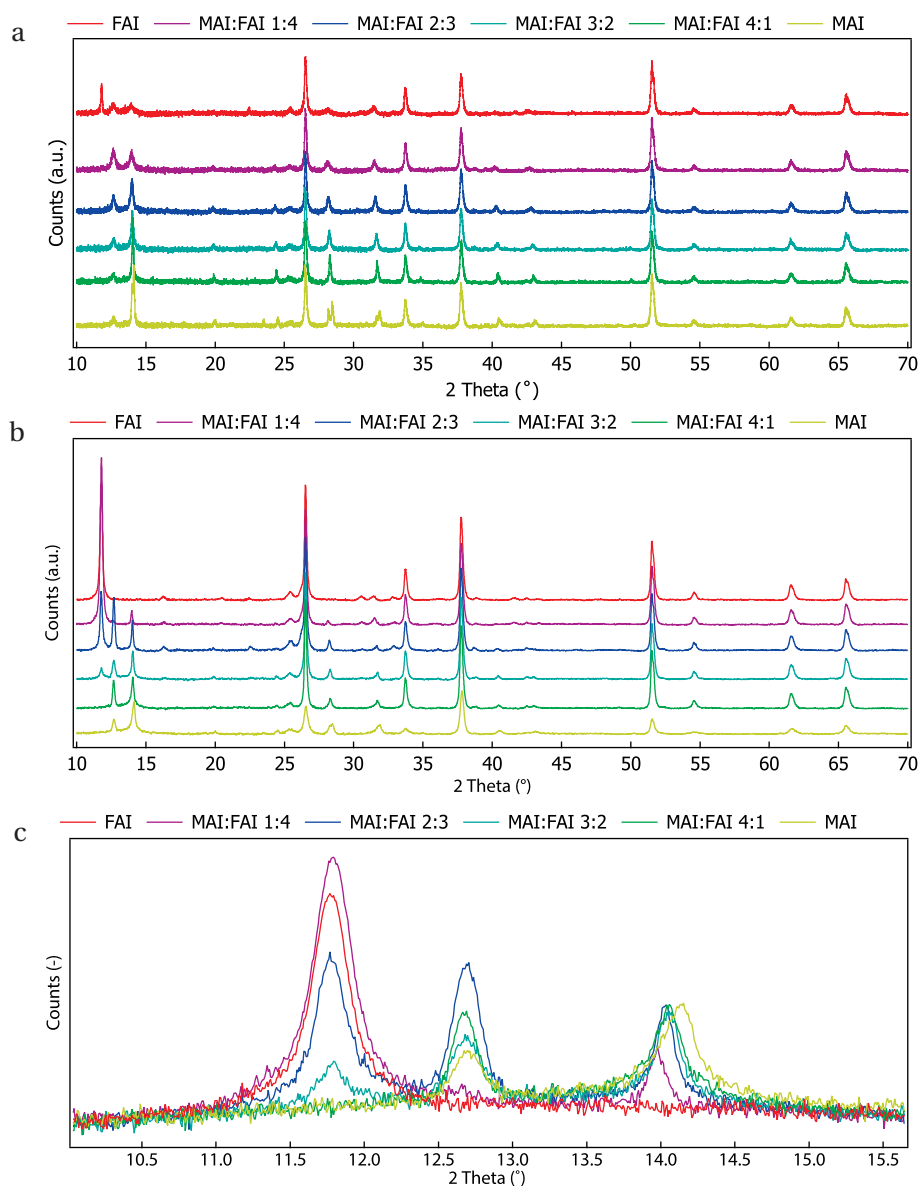 a
FAI MAI:FAI 1:4 MAI:FAI 2:3 MAI:FAI 3:2 MAI:FAI 4:1 MAI
Counts (a.u.)
10 15 20 25 30 35 40 45 50 55 60 65 70
2 Theta (°)
b
FAI MAI:FAI 1:4 MAI:FAI 2:3 MAI:FAI 3:2 MAI:FAI 4:1 MAI
Counts (a.u.)
10 15 20 25 30 35 40 45 50 55 60 65 70
2 Theta (°)
c
FAI MAI:FAI 1:4 MAI:FAI 2:3 MAI:FAI 3:2 MAI:FAI 4:1 MAI
Counts (-)
10.5 11.0 11.5 12.0 12.5 13.0 13.5 14.0 14.5 15.0 15.5
2 Theta (°)